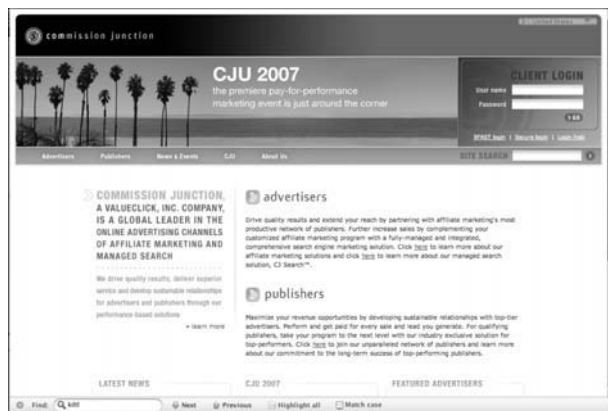 United States
commission junction
CJU 2007
the premiere pay-for-performance
marketing event is just around the corner
CLIENT LOGIN
User name
Password
GO
BFAST login | Secure login | Login Help
Advertisers Publishers News & Events CJU About Us
SITE SEARCH
COMMISSION JUNCTION,
A VALUECLICK, INC. COMPANY,
IS A GLOBAL LEADER IN THE
ONLINE ADVERTISING CHANNELS
OF AFFILIATE MARKETING AND
MANAGED SEARCH
We drive quality results, deliver superior
service and develop sustainable relationships
for advertisers and publishers through our
performance-based solutions
» learn more
advertisers
Drive quality results and extend your reach by partnering with affiliate marketing's most
productive network of publishers. Further increase sales by complementing your
customized affiliate marketing program with a fully-managed and integrated,
comprehensive search engine marketing solution. Click here to learn more about our
affiliate marketing solutions and click here to learn more about our managed search
solution, CJ Search™.
publishers
Maximize your revenue opportunities by developing sustainable relationships with top-tier
advertisers. Perform and get paid for every sale and lead you generate. For qualifying
publishers, take your program to the next level with our industry exclusive solution for
top-performers. Click here to join our unparalleled network of publishers and learn more
about our commitment to the long-term success of top-performing publishers.
LATEST NEWS CJU 2007 FEATURED ADVERTISERS
Find: Next Previous Highlight all Match case